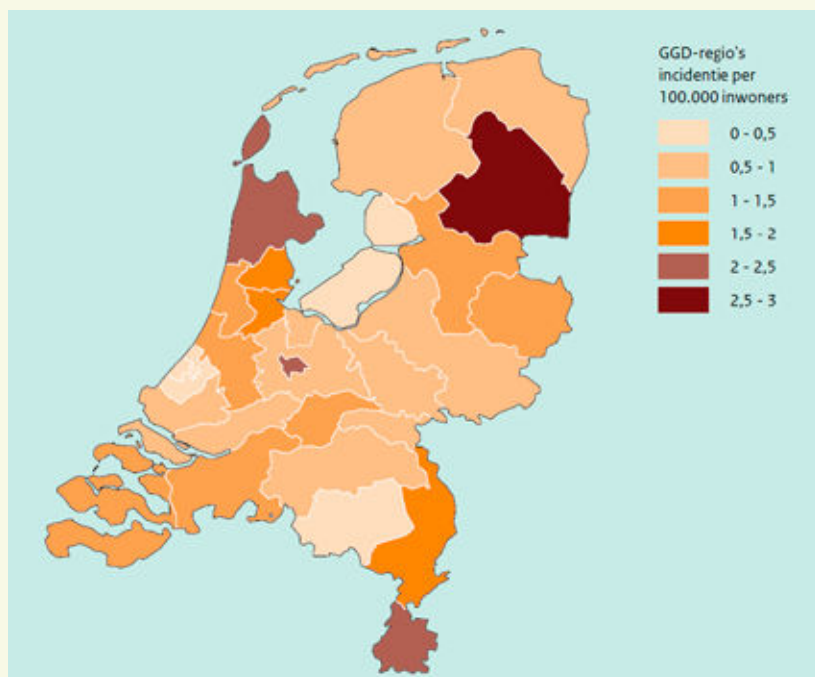 GGD-regio's
incidentie per
100.000 inwoners
0 - 0,5
0,5 - 1
1 - 1,5
1,5 - 2
2 - 2,5
2,5 - 3